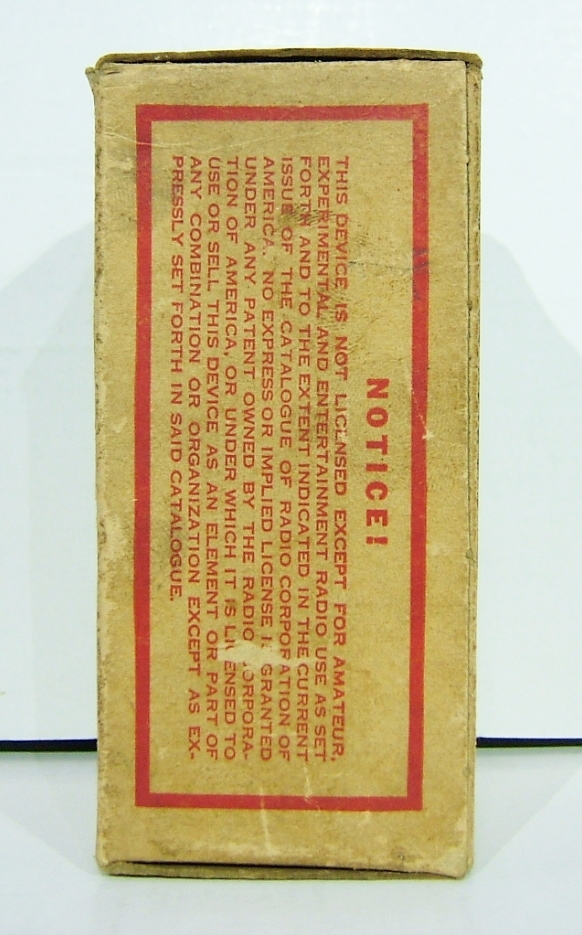 NOTICE!
THIS DEVICE IS NOT LICENSED EXCEPT FOR AMATEUR,
EXPERIMENTAL AND ENTERTAINMENT RADIO USE AS SET
FORTH AND TO THE EXTENT INDICATED IN THE CURRENT
ISSUE OF THE CATALOGUE OF RADIO CORPORATION OF
AMERICA. NO EXPRESS OR IMPLIED LICENSE IS GRANTED
UNDER ANY PATENT OWNED BY THE RADIO CORPORA-
TION OF AMERICA, OR UNDER WHICH IT IS LICENSED TO
USE OR SELL THIS DEVICE AS AN ELEMENT OR PART OF
ANY COMBINATION OR ORGANIZATION EXCEPT AS EX-
PRESSLY SET FORTH IN SAID CATALOGUE.